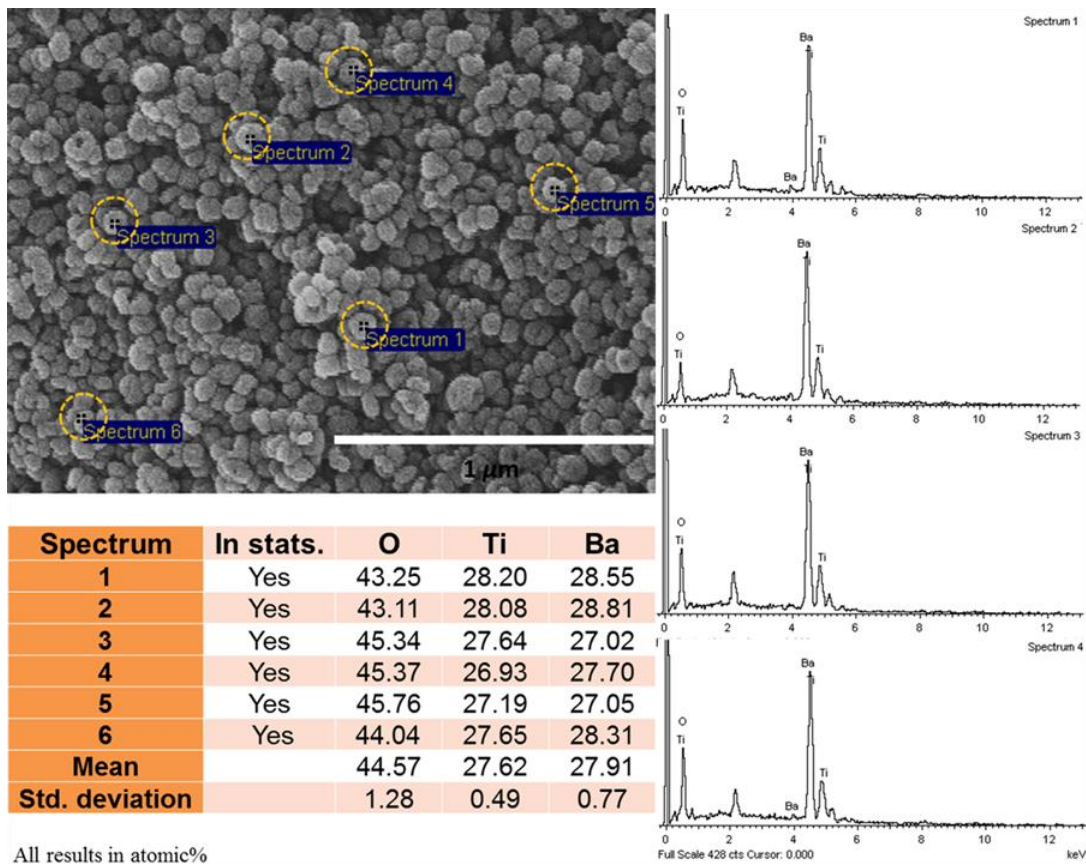 Spectrum 4
Spectrum 2
Spectrum 5
Spectrum 3
Spectrum 1
Spectrum 6
1 μm
Spectrum In stats. O Ti Ba
1 Yes 43.25 28.20 28.55
2 Yes 43.11 28.08 28.81
3 Yes 45.34 27.64 27.02
4 Yes 45.37 26.93 27.70
5 Yes 45.76 27.19 27.05
6 Yes 44.04 27.65 28.31
Mean 44.57 27.62 27.91
Std. deviation 1.28 0.49 0.77
All results in atomic%
Spectrum 1
Ba
Ti
O
Ti
Ti
Ba
0 2 4 6 8 10 12
Spectrum 2
Ba
Ti
O
Ti
Ti
0 2 4 6 8 10 12
Spectrum 3
Ba
Ti
O
Ti
Ti
0 2 4 6 8 10 12
Spectrum 4
Ba
Ti
O
Ti
Ti
Ba
0 2 4 6 8 10 12
Full Scale 428 cts Cursor: 0.000 keV